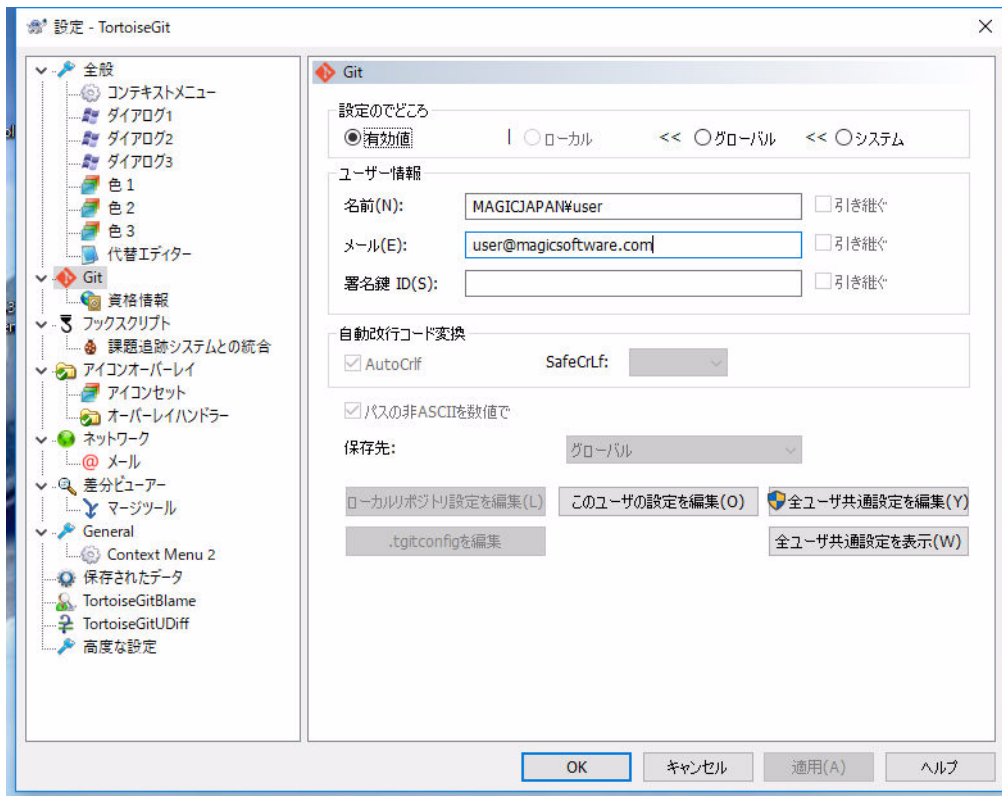 設定 - TortoiseGit
全般
コンテキストメニュー
ダイアログ1
ダイアログ2
ダイアログ3
色 1
色 2
色 3
代替エディター
Git
資格情報
フックスクリプト
課題追跡システムとの統合
アイコンオーバーレイ
アイコンセット
オーバーレイハンドラー
ネットワーク
メール
差分ビューアー
マージツール
General
Context Menu 2
保存されたデータ
TortoiseGitBlame
TortoiseGitUDiff
高度な設定
Git
設定のでどころ
有効値 | ローカル << グローバル << システム
ユーザー情報
名前(N): MAGICJAPAN¥user 引き継ぐ
メール(E): user@magicsoftware.com 引き継ぐ
署名鍵 ID(S): 引き継ぐ
自動改行コード変換
AutoCrlf SafeCrLf:
パスの非ASCIIを数値で
保存先: グローバル
ローカルリポジトリ設定を編集(L) このユーザの設定を編集(O) 全ユーザ共通設定を編集(Y)
.tgitconfigを編集 全ユーザ共通設定を表示(W)
OK キャンセル 適用(A) ヘルプ